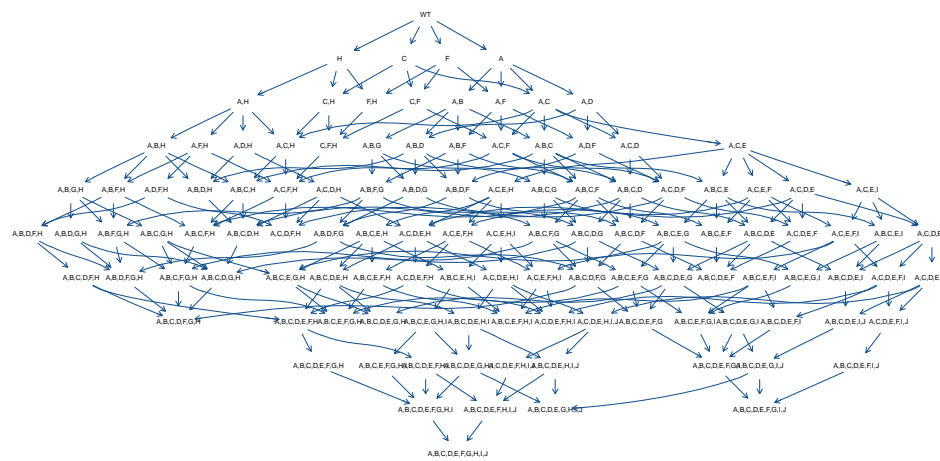 WT
H C F A
A,H C,H F,H C,F A,B A,F A,C A,D
A,B,H A,F,H A,D,H A,C,H C,F,H A,B,G A,B,D A,B,F A,C,F A,B,C A,D,F A,C,D A,C,E
A,B,G,H A,B,F,H A,D,F,H A,B,D,H A,B,C,H A,C,F,H A,C,D,H A,B,F,G A,B,D,G A,B,D,F A,C,E,H A,B,C,G A,B,C,F A,B,C,D A,C,D,F A,B,C,E A,C,E,F A,C,D,E A,C,E,I
A,B,D,F,H A,B,D,G,H A,B,F,G,H A,B,C,G,H A,B,C,F,H A,B,C,D,H A,C,D,F,H A,B,D,F,G A,B,C,E,H A,C,D,E,H A,C,E,F,H A,C,E,H,I A,B,C,F,G A,B,C,D,G A,B,C,D,F A,B,C,E,G A,B,C,E,F A,B,C,D,E A,C,D,E,F A,C,E,F,I A,B,C,E,I A,C,D,E
A,B,C,D,F,H A,B,D,F,G,H A,B,C,F,G,H A,B,C,D,G,H A,B,C,E,G,H A,B,C,D,E,H A,B,C,E,F,H A,C,D,E,F,H A,B,C,E,H,I A,C,D,E,H,I A,C,E,F,H,I A,B,C,D,F,G A,B,C,E,F,G A,B,C,D,E,G A,B,C,D,E,F A,B,C,E,F,I A,B,C,E,G,I A,B,C,D,E,I A,C,D,E,F,I A,C,D,E
A,B,C,D,F,G,H A,B,C,D,E,F,H A,B,C,E,F,G,H A,B,C,D,E,G,H A,B,C,E,G,H,I A,B,C,D,E,H,I A,B,C,E,F,H,I A,C,D,E,F,H,I A,C,D,E,H,I,J A,B,C,D,E,F,G A,B,C,E,F,G,I A,B,C,D,E,G,I A,B,C,D,E,F,I A,B,C,D,E,I,J A,C,D,E,F,I,J
A,B,C,D,E,F,G,H A,B,C,E,F,G,H,I A,B,C,D,E,F,H,I A,B,C,D,E,G,H,I A,C,D,E,F,H,I,J A,B,C,D,E,H,I,J A,B,C,D,E,F,G,I A,B,C,D,E,G,I,J A,B,C,D,E,F,I,J
A,B,C,D,E,F,G,H,I A,B,C,D,E,F,H,I,J A,B,C,D,E,G,H,I,J A,B,C,D,E,F,G,I,J
A,B,C,D,E,F,G,H,I,J